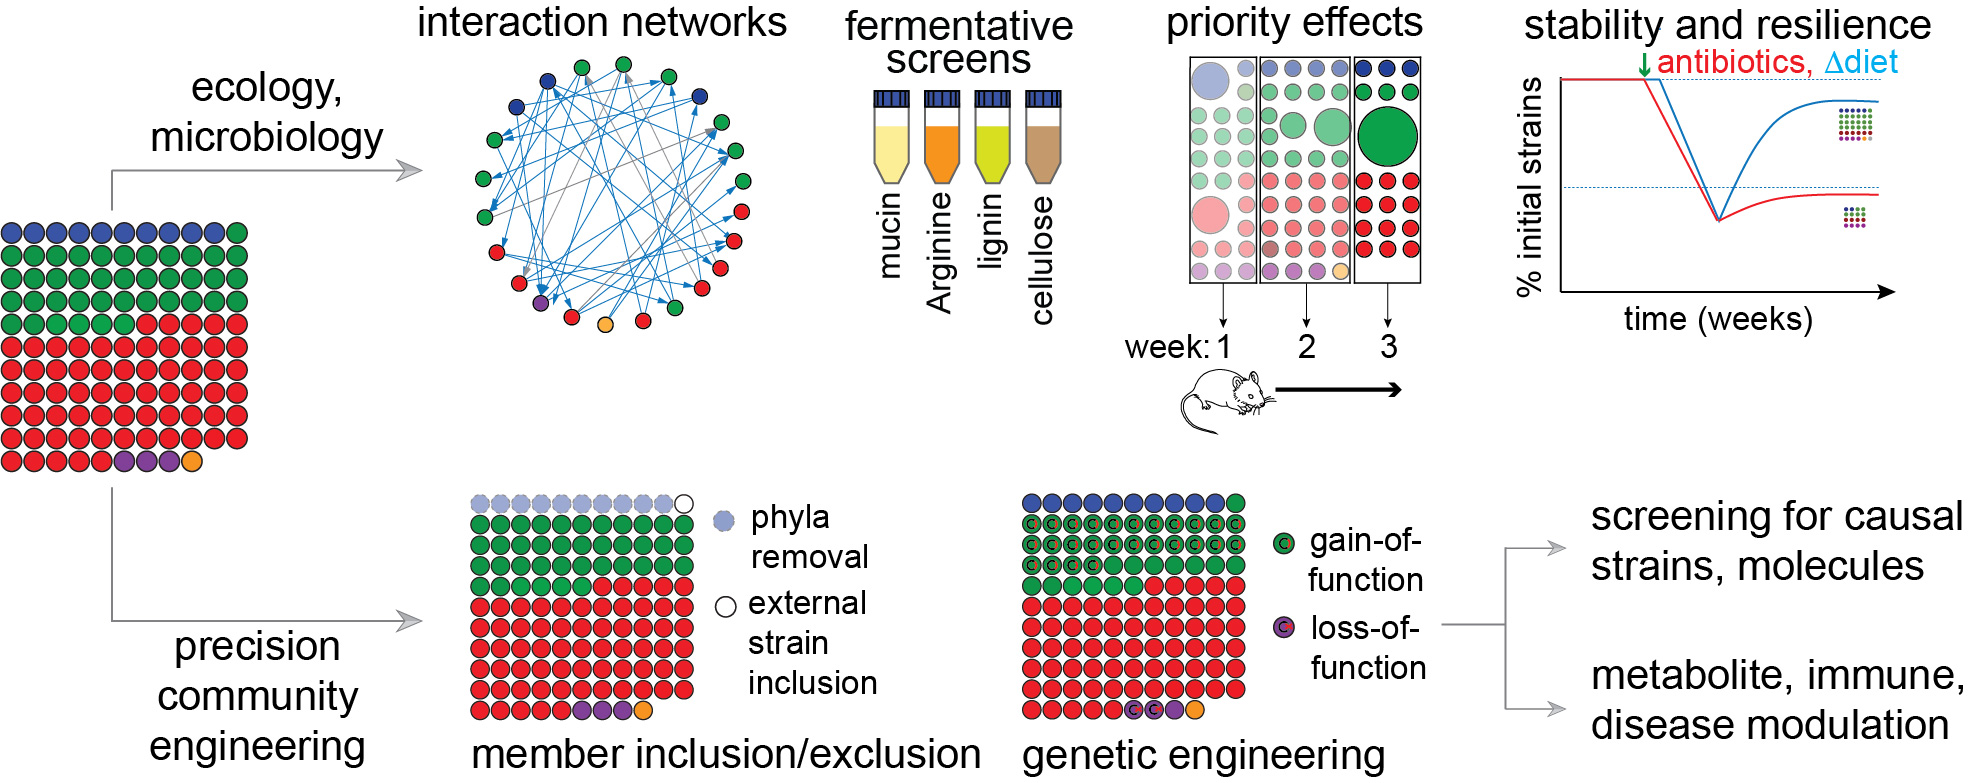 interaction networks
fermentative
screens
priority effects
stability and resilience
antibiotics, Δdiet
ecology,
microbiology
mucin
Arginine
lignin
cellulose
week: 1 2 3
% initial strains
time (weeks)
precision
community
engineering
phyla
removal
external
strain
inclusion
member inclusion/exclusion
gain-of-
function
loss-of-
function
genetic engineering
screening for causal
strains, molecules
metabolite, immune,
disease modulation